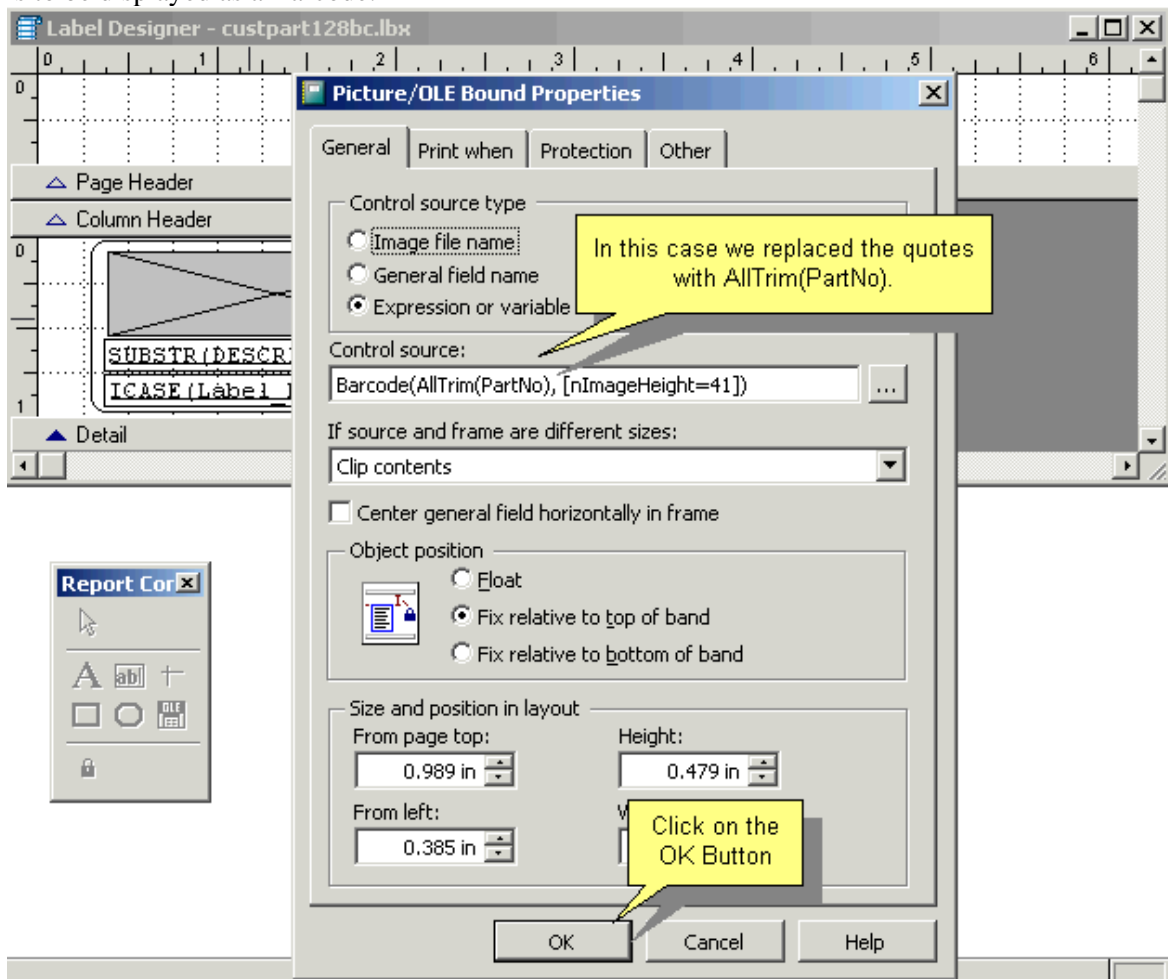 Label Designer - custpart128bc.lbx
0 1 2 3 4 5 6
0
Page Header
Column Header
0
SUBSTR(DESCRI
ICASE(Label_
1
Detail
Picture/OLE Bound Properties
General Print when Protection Other
Control source type
Image file name
General field name
Expression or variable
In this case we replaced the quotes
with AllTrim(PartNo).
Control source:
Barcode(AllTrim(PartNo), [nImageHeight=41])
...
If source and frame are different sizes:
Clip contents
Center general field horizontally in frame
Object position
Float
Fix relative to top of band
Fix relative to bottom of band
Report Cor
A abl
OLE
Size and position in layout
From page top: Height:
0.989 in 0.479 in
From left:
0.385 in
Click on the
OK Button
OK Cancel Help